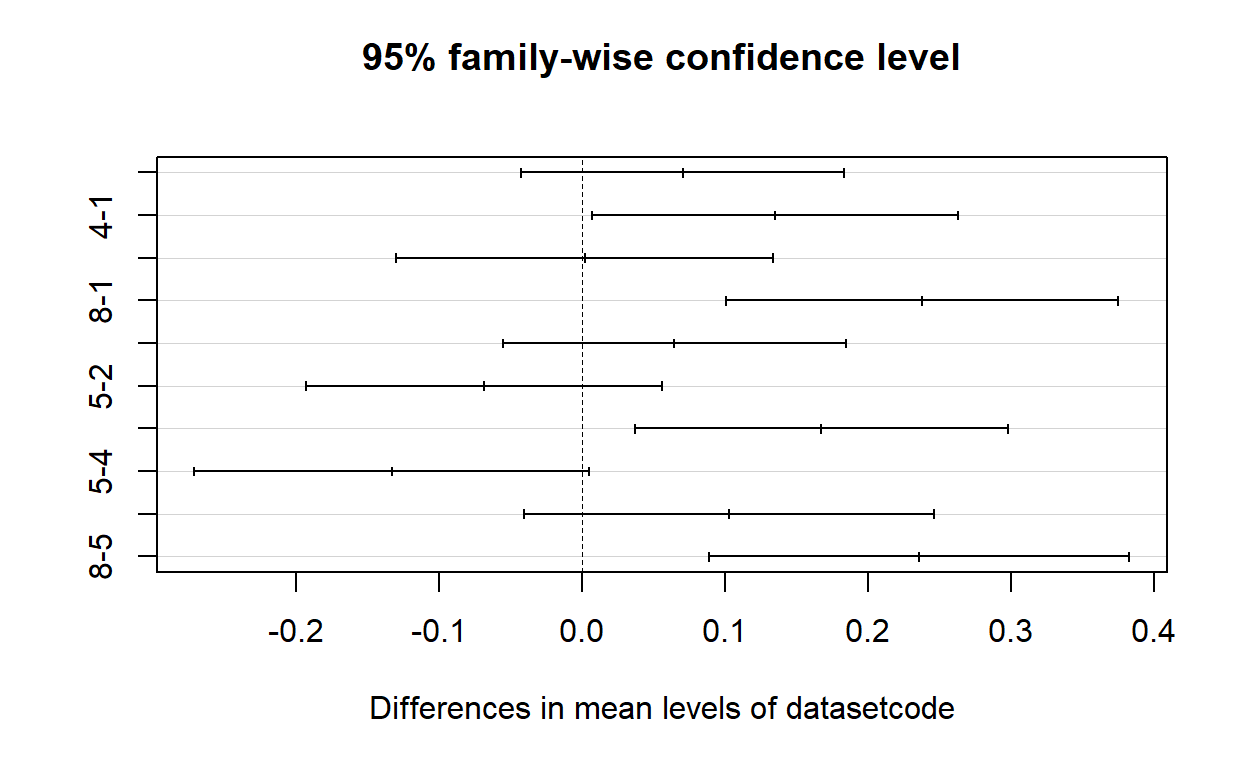 95% family-wise confidence level
4-1
8-1
5-2
5-4
8-5
-0.2 -0.1 0.0 0.1 0.2 0.3 0.4
Differences in mean levels of datasetcode